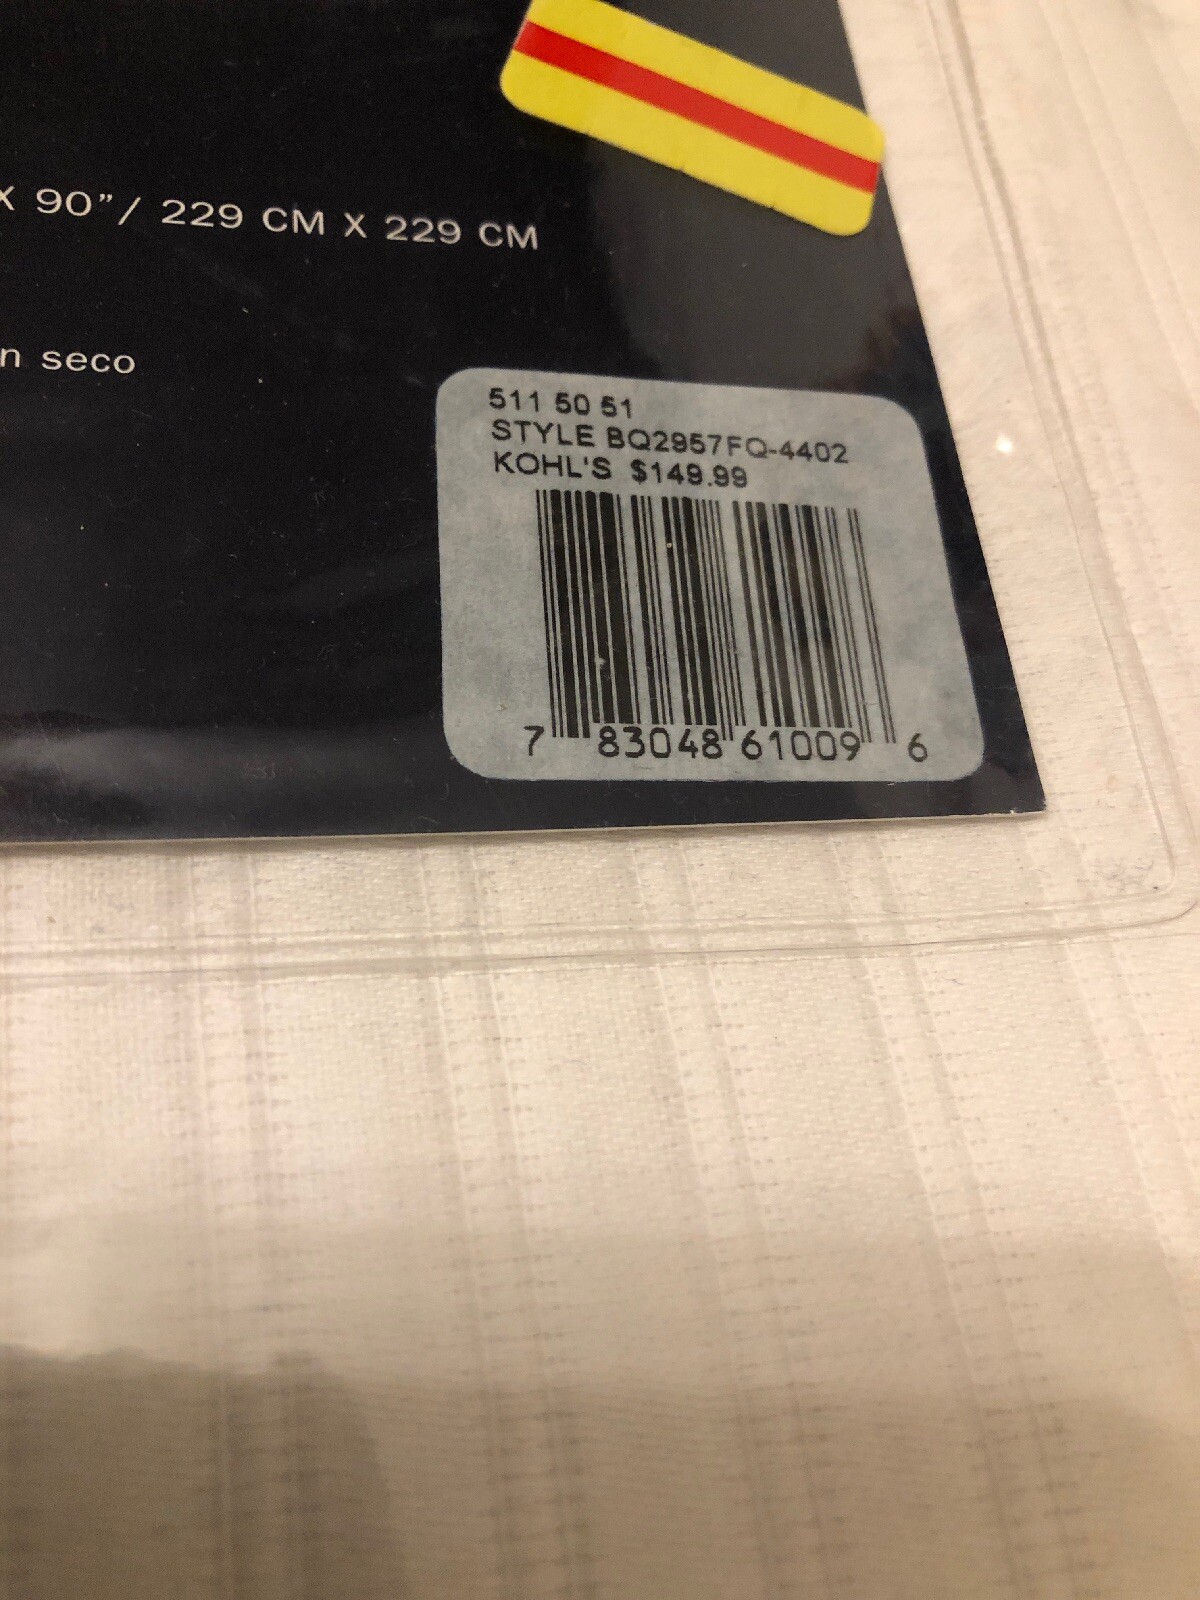 X 90"/ 229 CM X 229 CM
n seco
511 50 51
STYLE BQ2957FQ-4402
KOHL'S $149.99
7 83048 61009 6